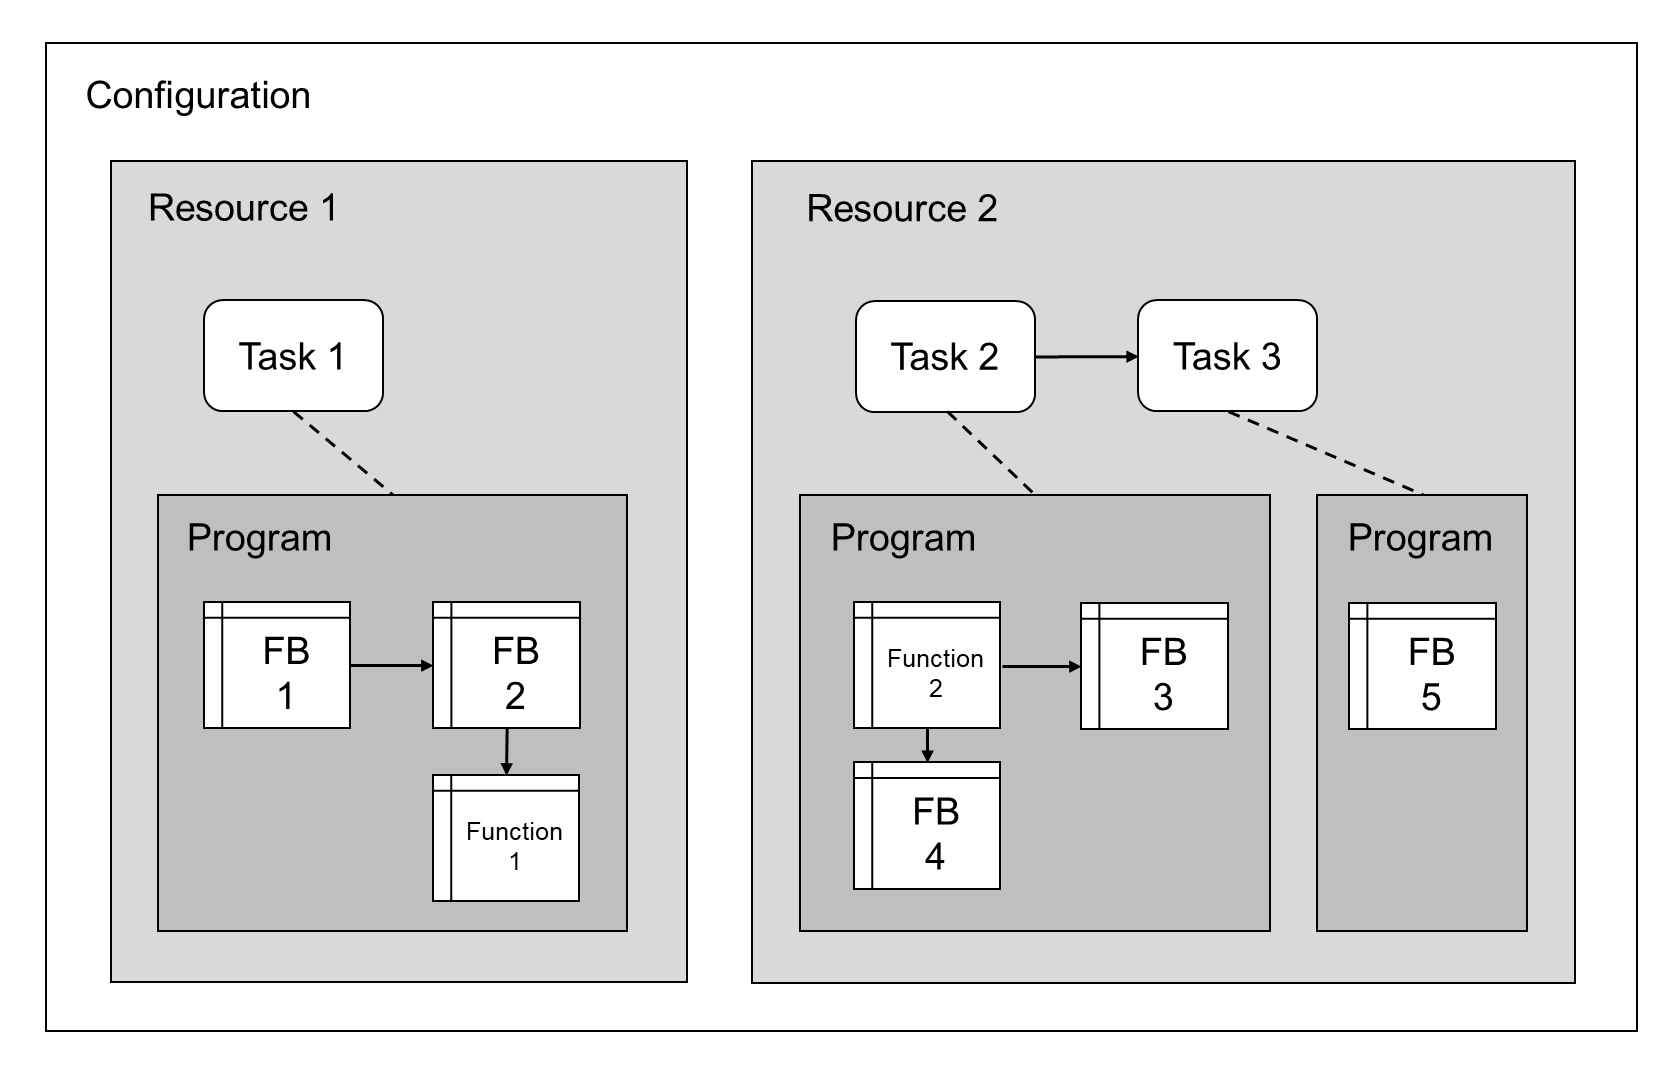 Configuration
Resource 1
Task 1
Program
FB
1
FB
2
Function
1
Resource 2
Task 2
Task 3
Program
Function
2
FB
3
FB
4
Program
FB
5